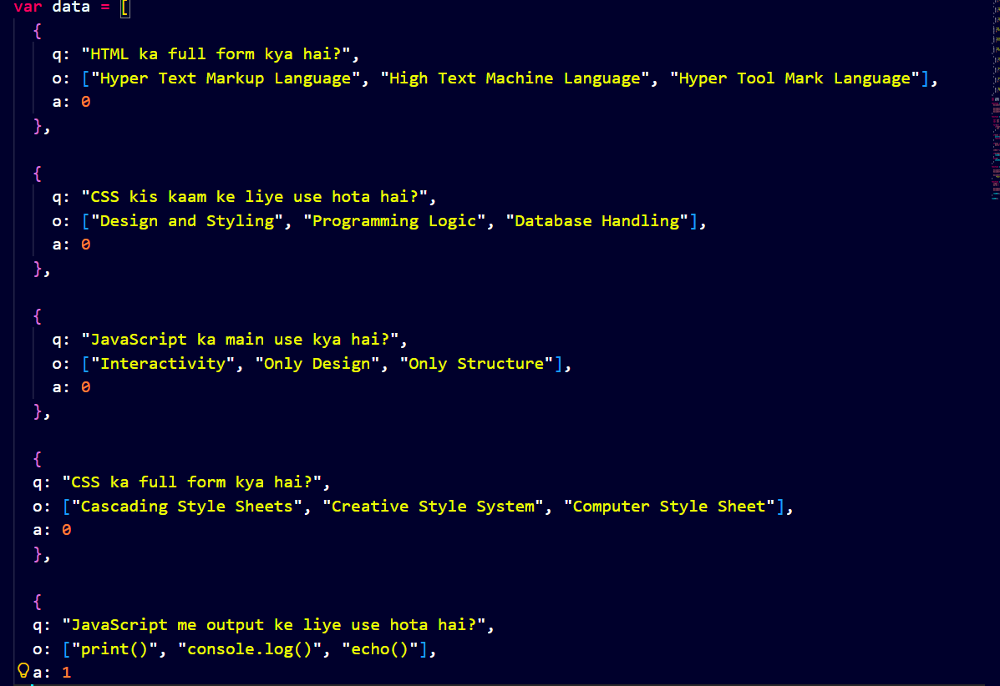 var data = [
{
q: "HTML ka full form kya hai?",
o: ["Hyper Text Markup Language", "High Text Machine Language", "Hyper Tool Mark Language"],
a: 0
},
{
q: "CSS kis kaam ke liye use hota hai?",
o: ["Design and Styling", "Programming Logic", "Database Handling"],
a: 0
},
{
q: "JavaScript ka main use kya hai?",
o: ["Interactivity", "Only Design", "Only Structure"],
a: 0
},
{
q: "CSS ka full form kya hai?",
o: ["Cascading Style Sheets", "Creative Style System", "Computer Style Sheet"],
a: 0
},
{
q: "JavaScript me output ke liye use hota hai?",
o: ["print()", "console.log()", "echo()"],
a: 1